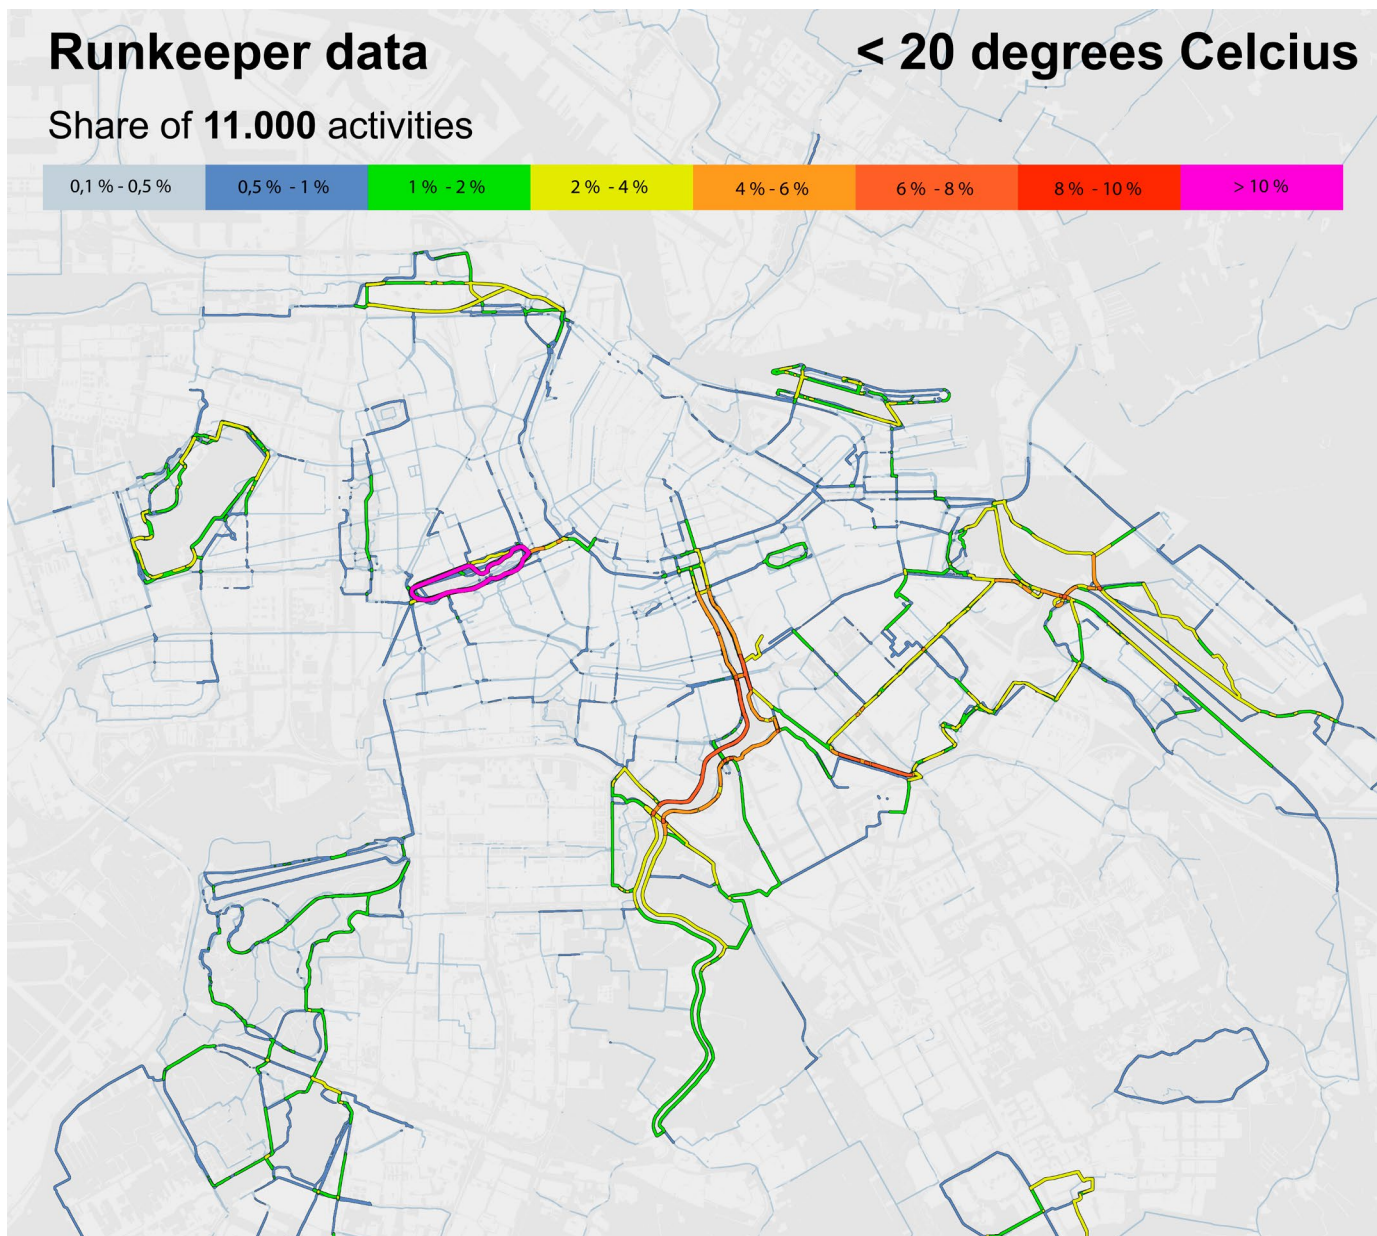 Runkeeper data
< 20 degrees Celcius
Share of 11.000 activities
0,1 % - 0,5 %
0,5 % - 1 %
1 % - 2 %
2 % - 4 %
4 % - 6 %
6 % - 8 %
8 % - 10 %
> 10 %